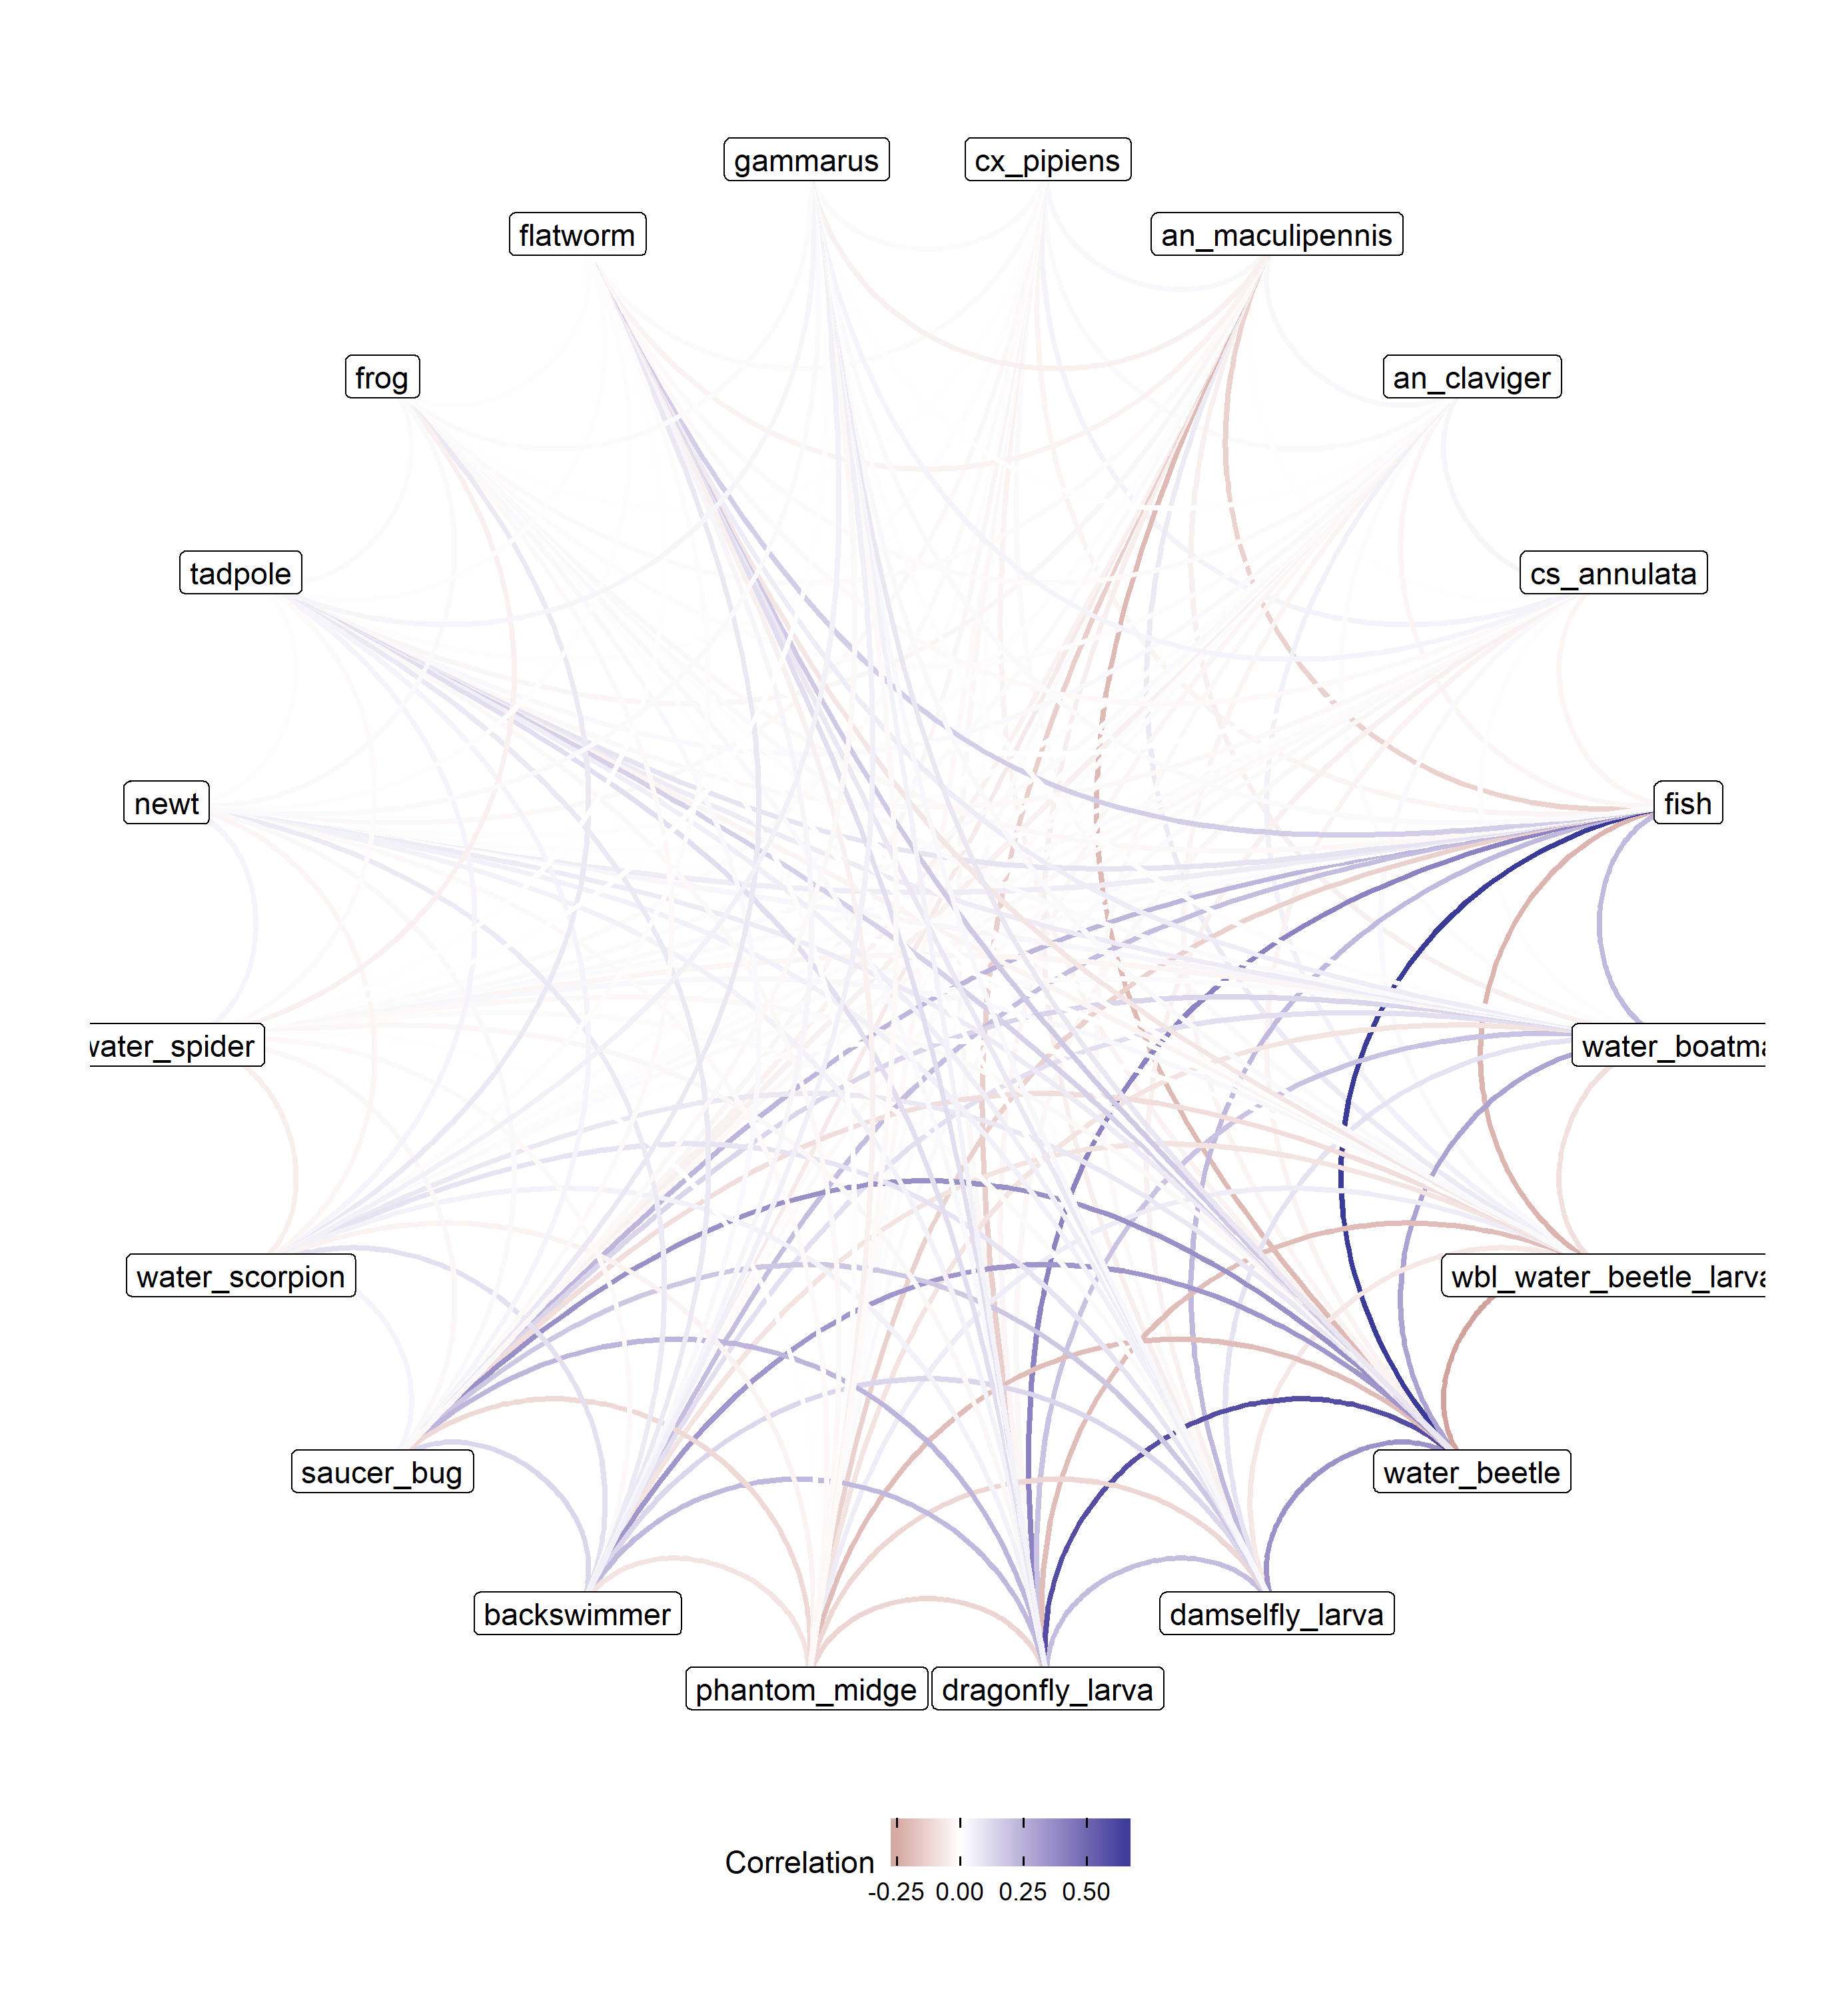 gammarus
cx_pipiens
flatworm
an_maculipennis
frog
an_claviger
tadpole
cs_annulata
newt
fish
water_spider
water_boatma
wbl_water_beetle_larva
water_scorpion
saucer_bug
water_beetle
backswimmer
damselfly_larva
phantom_midge
dragonfly_larva
Correlation
-0.25 0.00 0.25 0.50